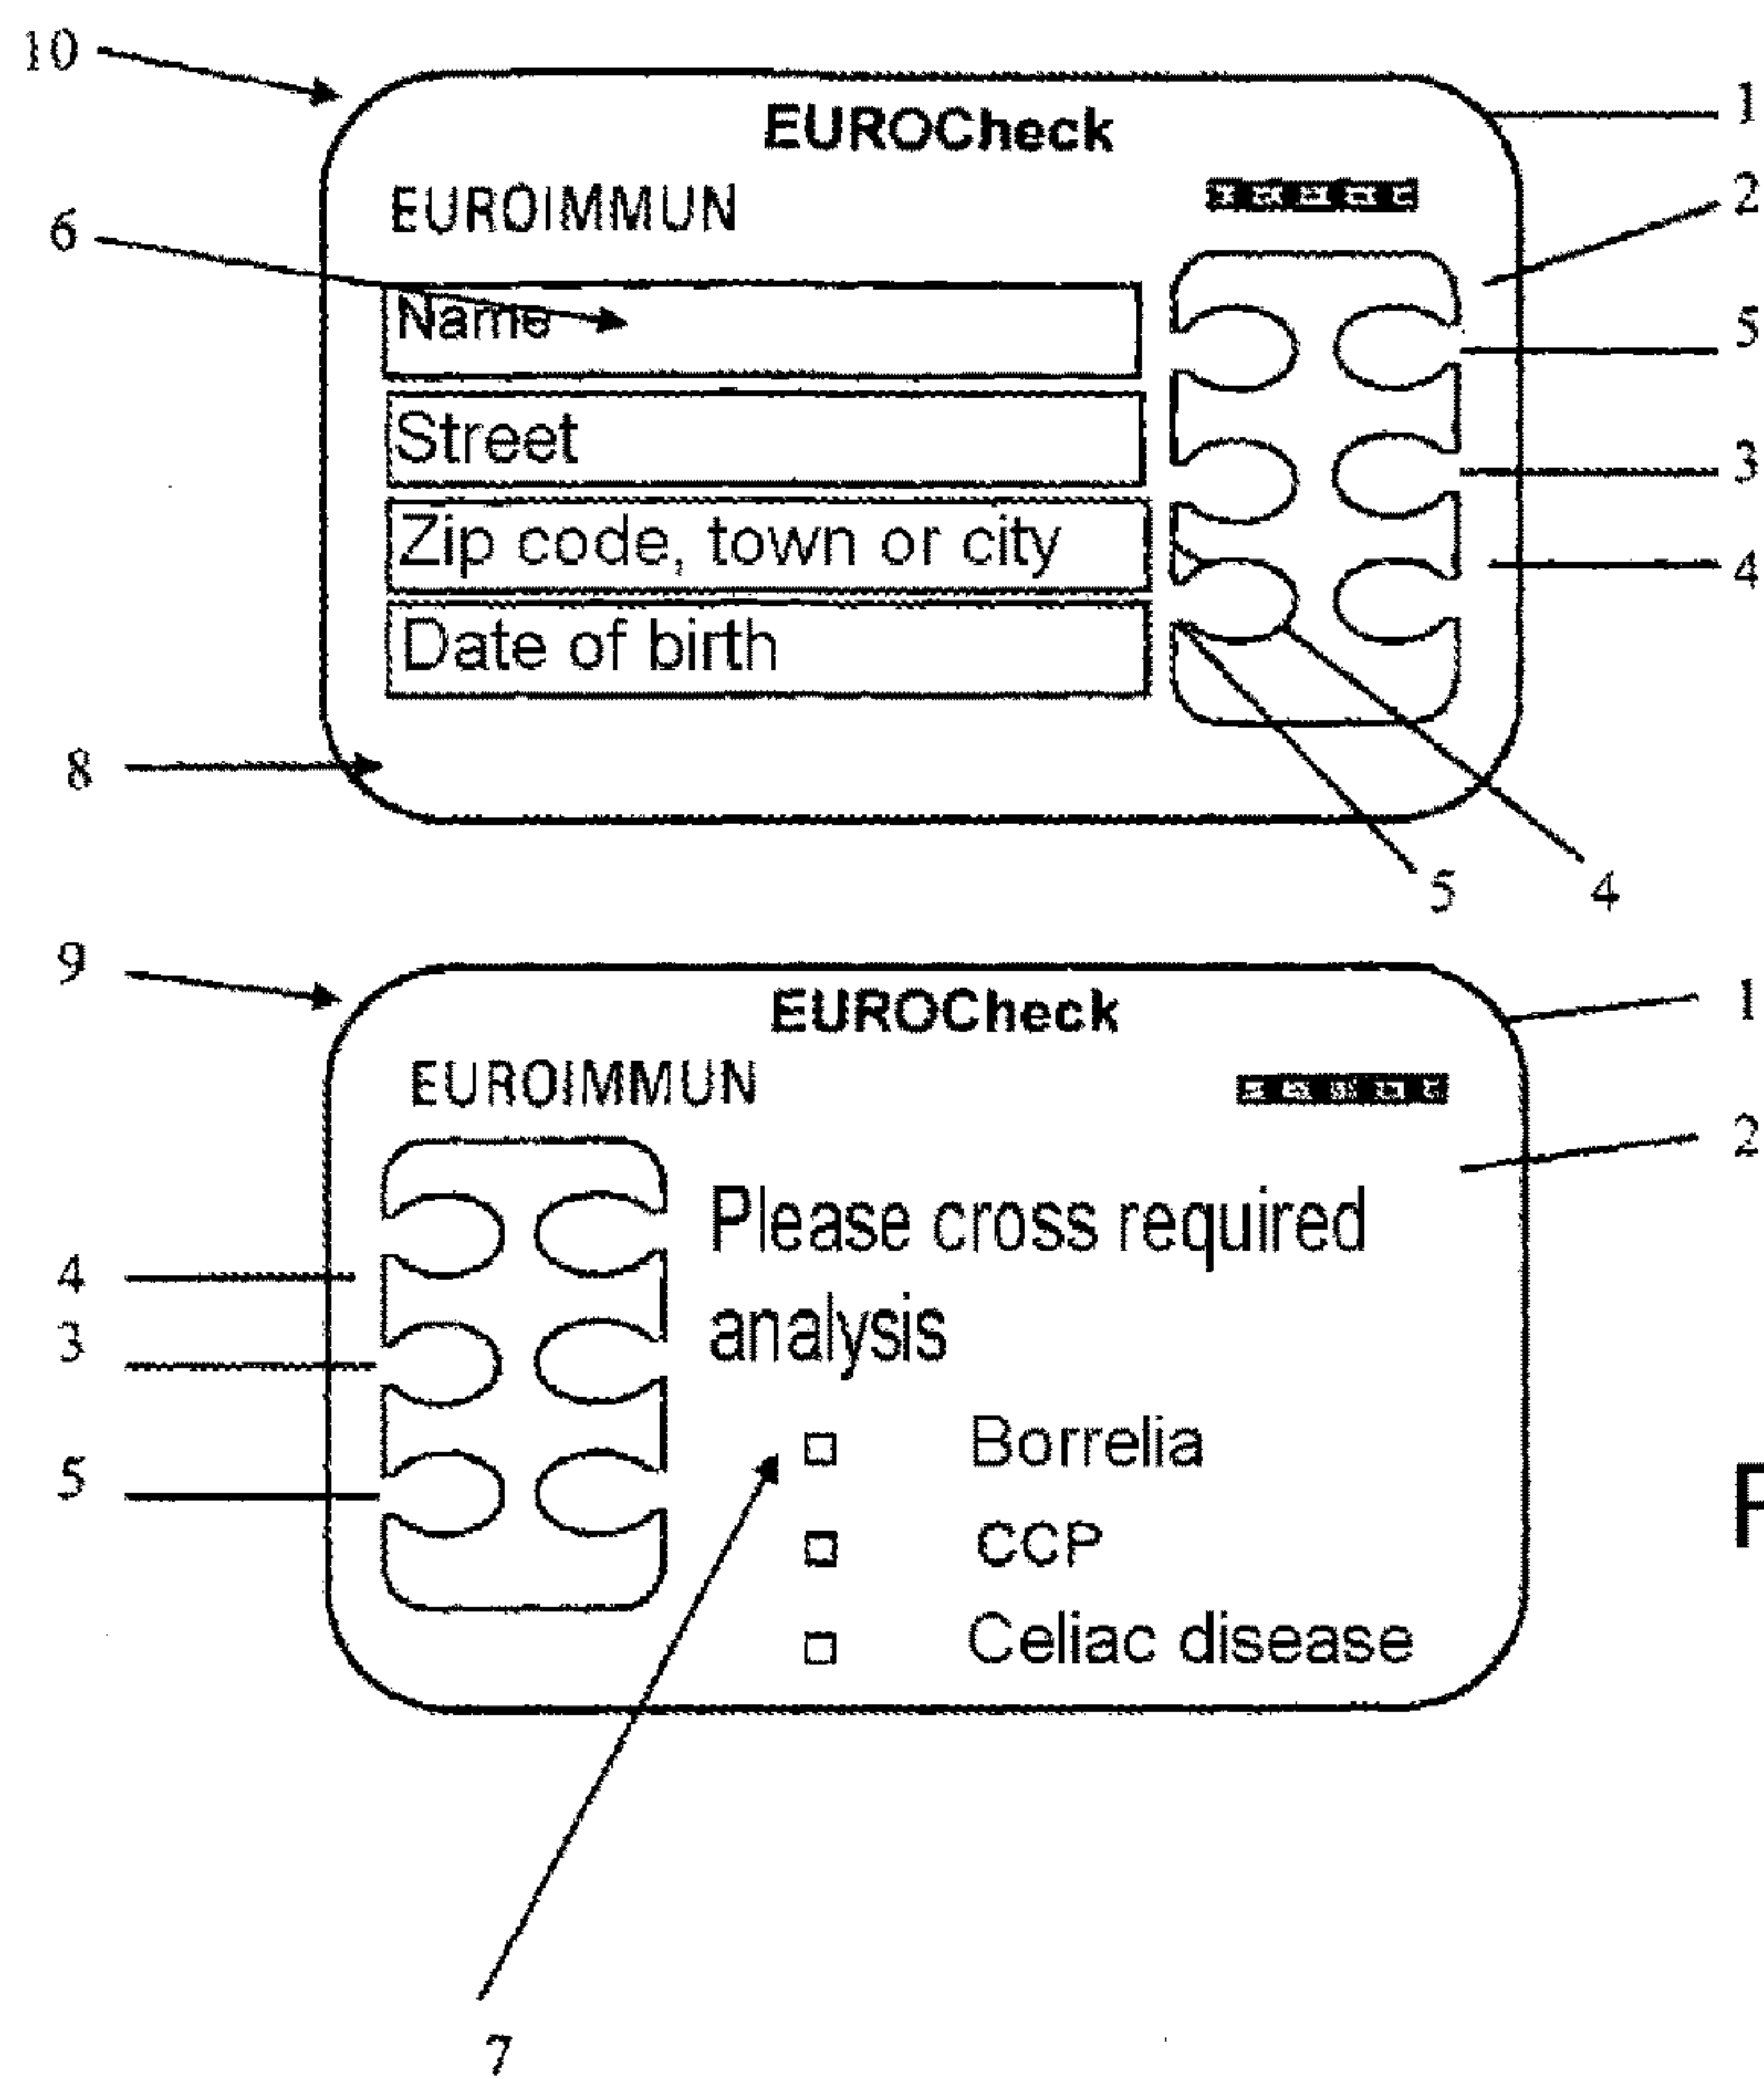 10
1
EUROCheck
EUROIMMUN
2
6
Name
5
Street
3
Zip code, town or city
4
Date of birth
8
5
4
9
1
EUROCheck
EUROIMMUN
2
Please cross required
analysis
4
3
Borrelia
5
CCP
Celiac disease
7